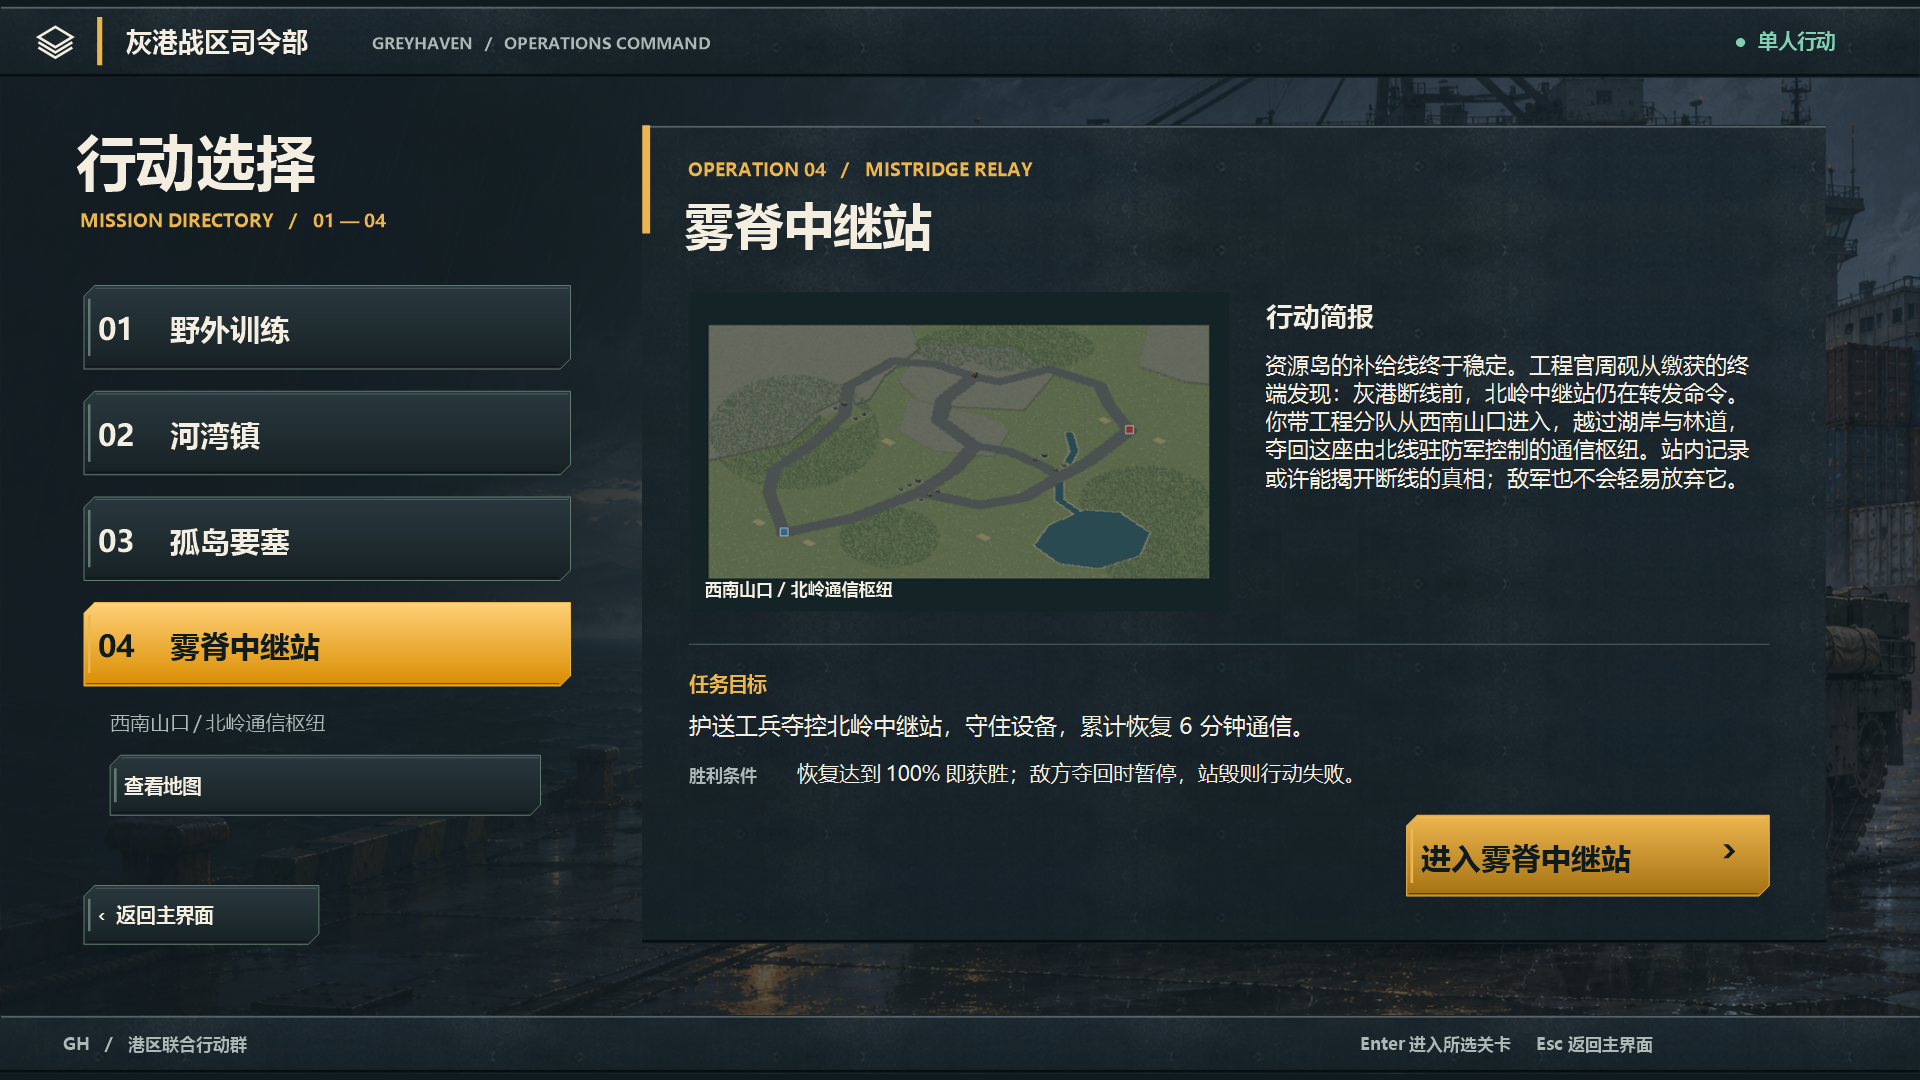 灰港战区司令部
GREYHAVEN / OPERATIONS COMMAND
单人行动
行动选择
MISSION DIRECTORY / 01 — 04
01 野外训练
02 河湾镇
03 孤岛要塞
04 雾脊中继站
西南山口 / 北岭通信枢纽
查看地图
‹ 返回主界面
OPERATION 04 / MISTRIDGE RELAY
雾脊中继站
西南山口 / 北岭通信枢纽
行动简报
资源岛的补给线终于稳定。工程官周砚从缴获的终
端发现：灰港断线前，北岭中继站仍在转发命令。
你带工程分队从西南山口进入，越过湖岸与林道，
夺回这座由北线驻防军控制的通信枢纽。站内记录
或许能揭开断线的真相；敌军也不会轻易放弃它。
任务目标
护送工兵夺控北岭中继站，守住设备，累计恢复 6 分钟通信。
胜利条件 恢复达到 100% 即获胜；敌方夺回时暂停，站毁则行动失败。
进入雾脊中继站 ›
GH / 港区联合行动群
Enter 进入所选关卡 Esc 返回主界面